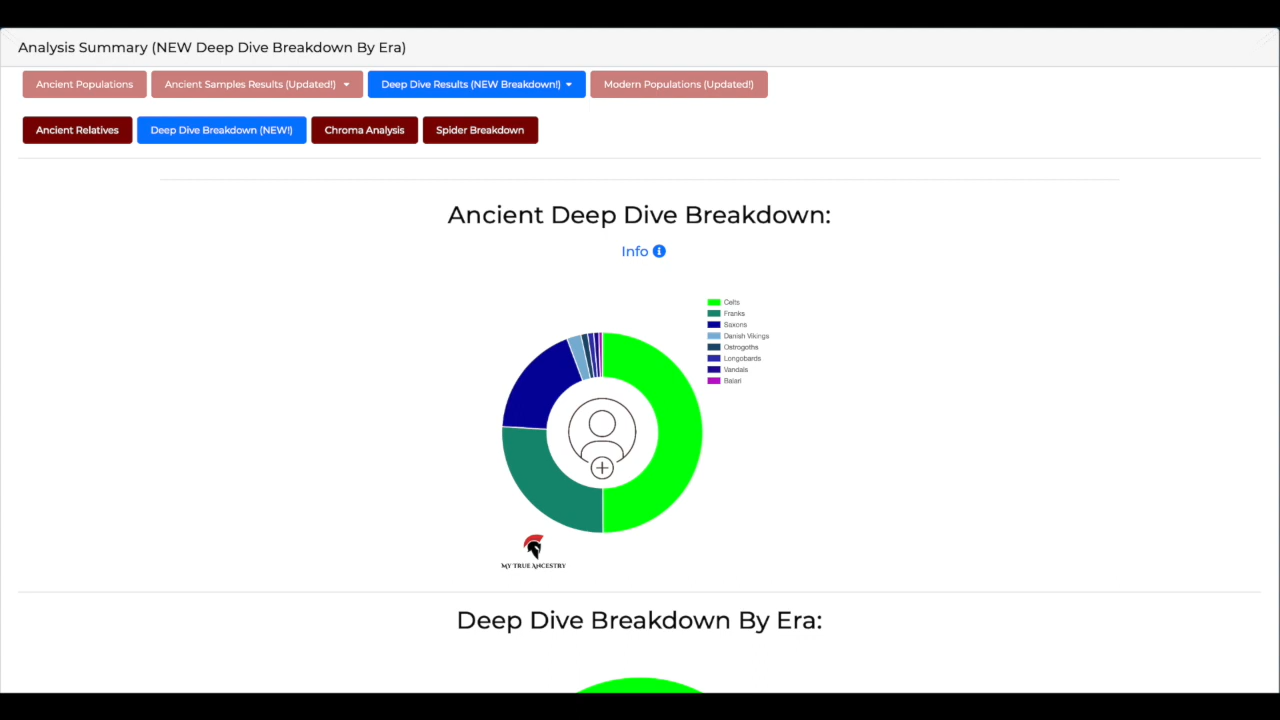 Analysis Summary (NEW Deep Dive Breakdown By Era)
Ancient Populations
Ancient Samples Results (Updated!)
Deep Dive Results (NEW Breakdown!)
Modern Populations (Updated!)
Ancient Relatives
Deep Dive Breakdown (NEW!)
Chroma Analysis
Spider Breakdown
Ancient Deep Dive Breakdown:
Info
Celts
Franks
Saxons
Danish Vikings
Ostrogoths
Longobards
Vandals
Balari
MY TRUE ANCESTRY
Deep Dive Breakdown By Era: